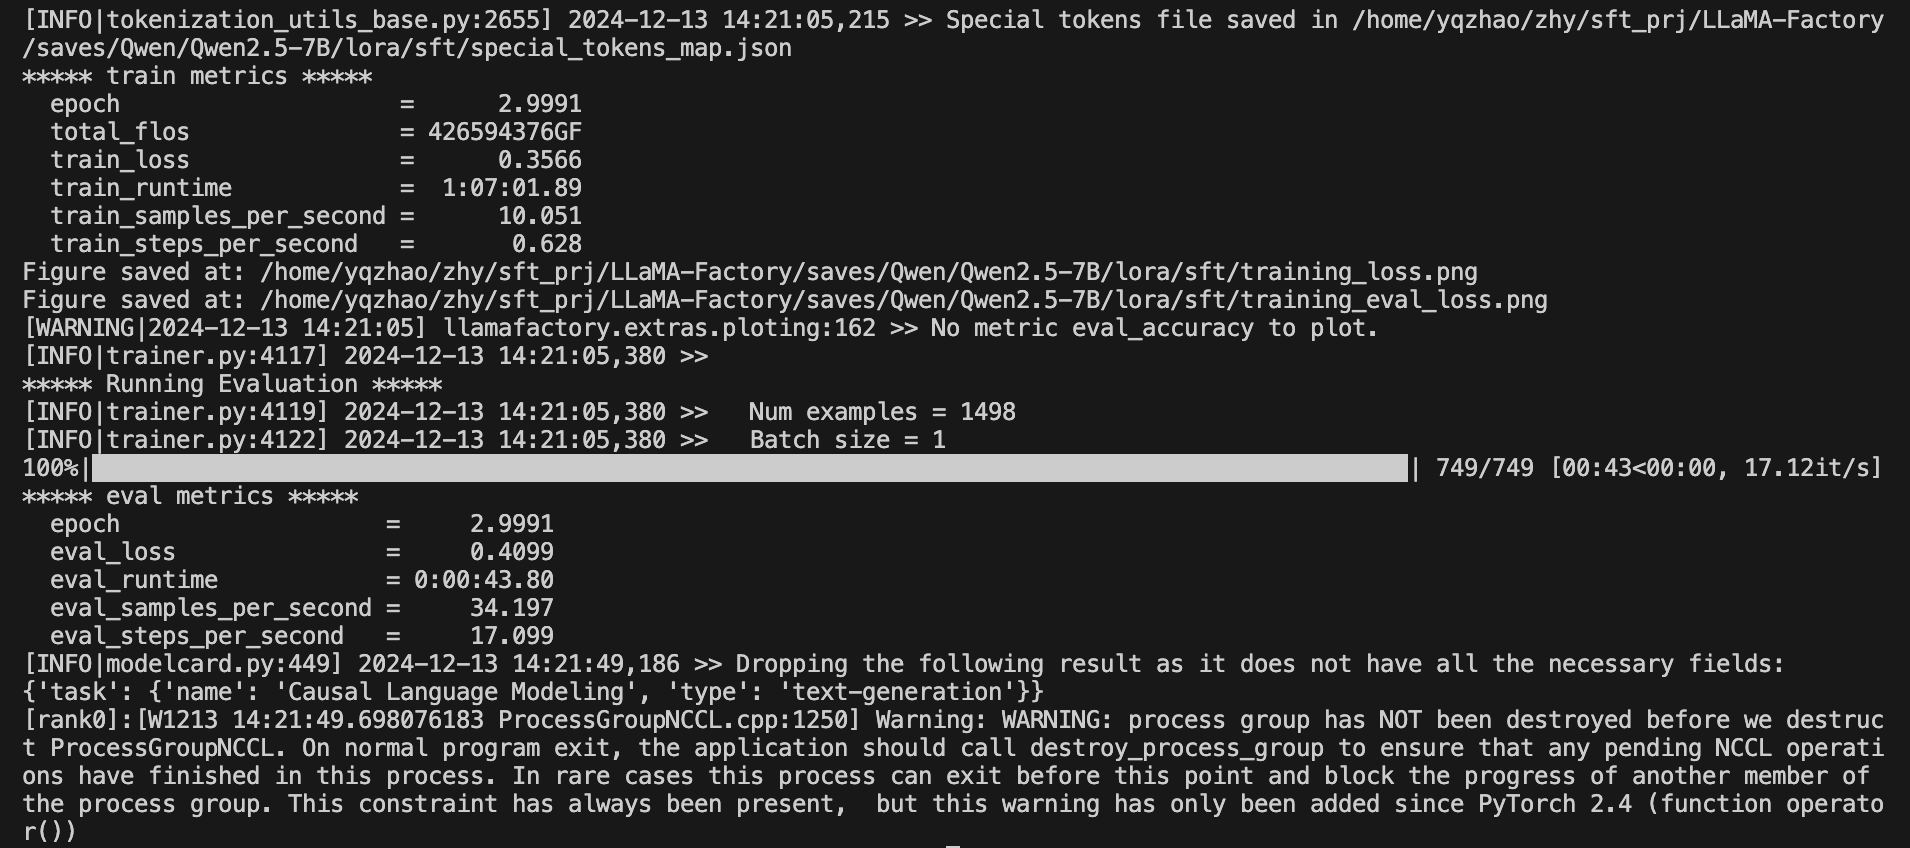 [INFO|tokenization_utils_base.py:2655] 2024-12-13 14:21:05,215 >> Special tokens file saved in /home/yqzhao/zhy/sft_prj/LLaMA-Factory
/saves/Qwen/Qwen2.5-7B/lora/sft/special_tokens_map.json
***** train metrics *****
  epoch                    =     2.9991
  total_flos               = 426594376GF
  train_loss               =     0.3566
  train_runtime            = 1:07:01.89
  train_samples_per_second =     10.051
  train_steps_per_second   =      0.628
Figure saved at: /home/yqzhao/zhy/sft_prj/LLaMA-Factory/saves/Qwen/Qwen2.5-7B/lora/sft/training_loss.png
Figure saved at: /home/yqzhao/zhy/sft_prj/LLaMA-Factory/saves/Qwen/Qwen2.5-7B/lora/sft/training_eval_loss.png
[WARNING|2024-12-13 14:21:05] llamafactory.extras.ploting:162 >> No metric eval_accuracy to plot.
[INFO|trainer.py:4117] 2024-12-13 14:21:05,380 >>
***** Running Evaluation *****
[INFO|trainer.py:4119] 2024-12-13 14:21:05,380 >>   Num examples = 1498
[INFO|trainer.py:4122] 2024-12-13 14:21:05,380 >>   Batch size = 1
100%|| 749/749 [00:43<00:00, 17.12it/s]
***** eval metrics *****
  epoch                   =     2.9991
  eval_loss               =     0.4099
  eval_runtime            = 0:00:43.80
  eval_samples_per_second =     34.197
  eval_steps_per_second   =     17.099
[INFO|modelcard.py:449] 2024-12-13 14:21:49,186 >> Dropping the following result as it does not have all the necessary fields:
{'task': {'name': 'Causal Language Modeling', 'type': 'text-generation'}}
[rank0]:[W1213 14:21:49.698076183 ProcessGroupNCCL.cpp:1250] Warning: WARNING: process group has NOT been destroyed before we destruc
t ProcessGroupNCCL. On normal program exit, the application should call destroy_process_group to ensure that any pending NCCL operati
ons have finished in this process. In rare cases this process can exit before this point and block the progress of another member of
the process group. This constraint has always been present,  but this warning has only been added since PyTorch 2.4 (function operato
r())